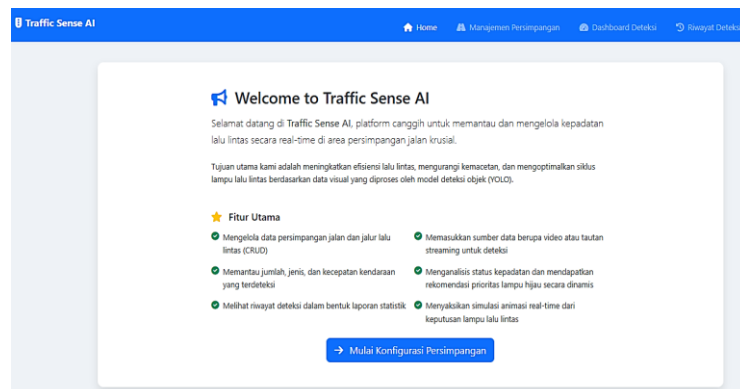 Traffic Sense AI
Home Manajemen Persimpangan Dashboard Deteksi Riwayat Deteksi
Welcome to Traffic Sense AI
Selamat datang di Traffic Sense AI, platform canggih untuk memantau dan mengelola kepadatan
lalu lintas secara real-time di area persimpangan jalan krusial.
Tujuan utama kami adalah meningkatkan efisiensi lalu lintas, mengurangi kemacetan, dan mengoptimalkan siklus
lampu lalu lintas berdasarkan data visual yang diproses oleh model deteksi objek (YOLO).
Fitur Utama
Mengelola data persimpangan jalan dan jalur lalu
lintas (CRUD)
Memasukkan sumber data berupa video atau tautan
streaming untuk deteksi
Memantau jumlah, jenis, dan kecepatan kendaraan
yang terdeteksi
Menganalisis status kepadatan dan mendapatkan
rekomendasi prioritas lampu hijau secara dinamis
Melihat riwayat deteksi dalam bentuk laporan statistik
Menyaksikan simulasi animasi real-time dari
keputusan lampu lalu lintas
Mulai Konfigurasi Persimpangan